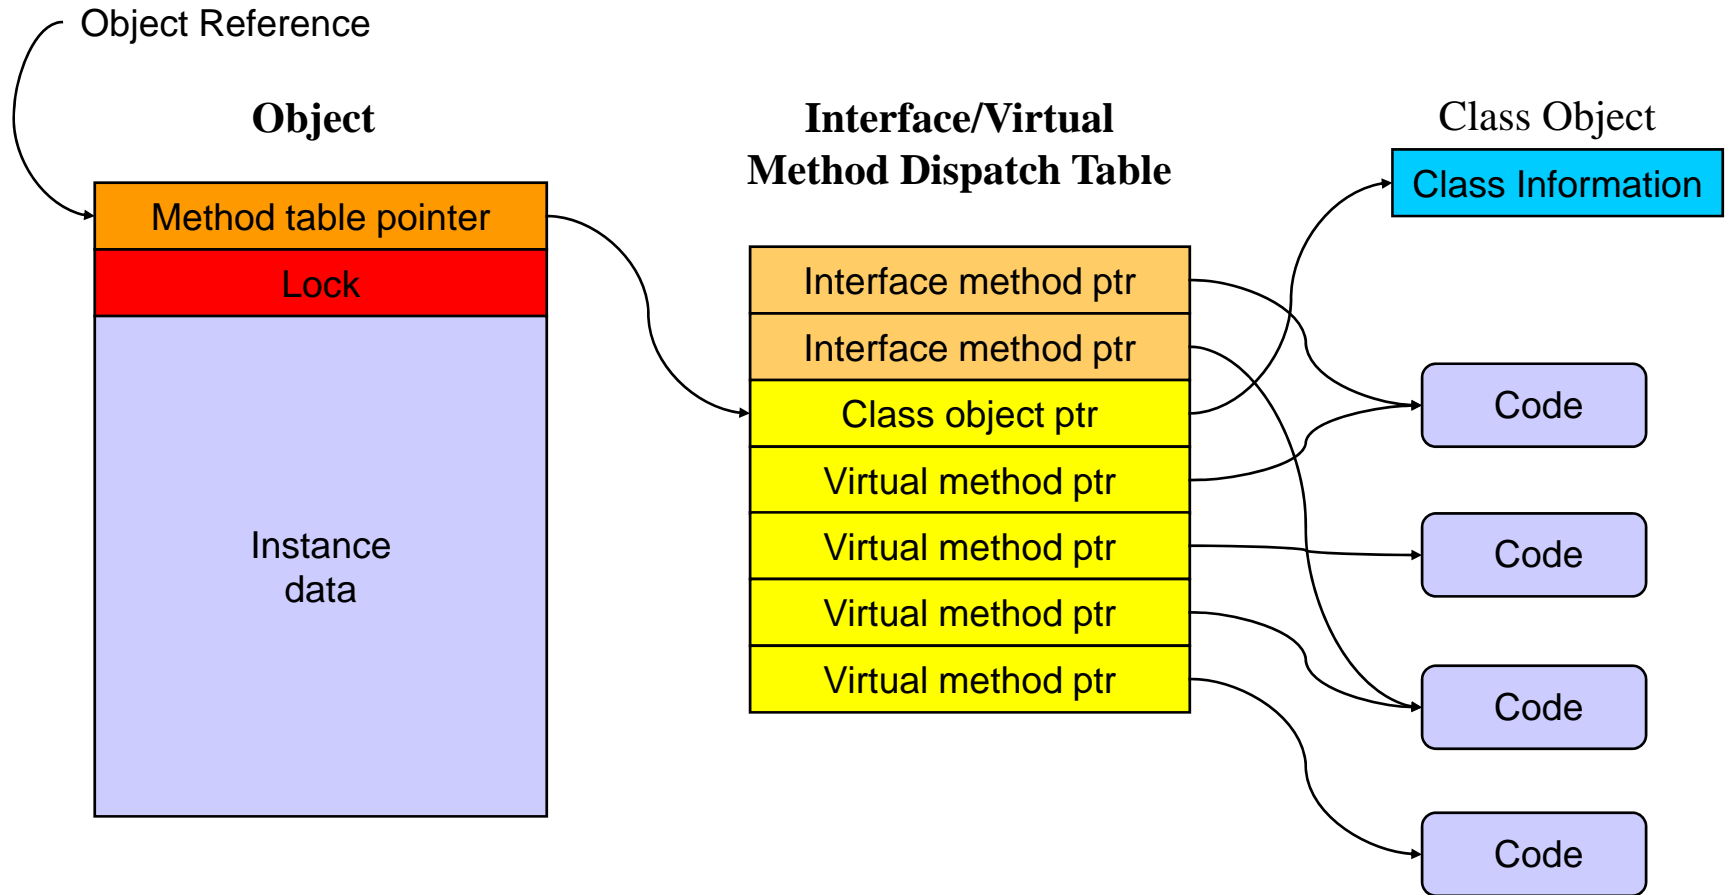 Object Reference
Object
Method table pointer
Lock
Instance
data
Interface/Virtual
Method Dispatch Table
Interface method ptr
Interface method ptr
Class object ptr
Virtual method ptr
Virtual method ptr
Virtual method ptr
Virtual method ptr
Class Object
Class Information
Code
Code
Code
Code